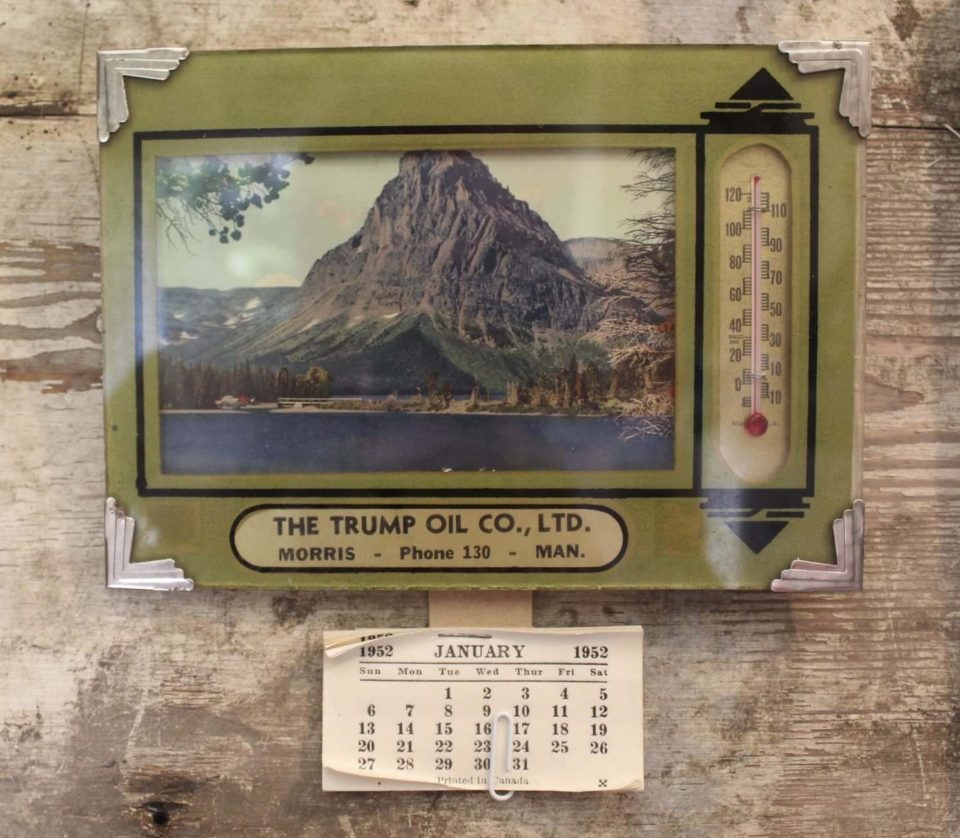 120
110
100
90
80
70
60
50
40
30
20
10
0
10
THE TRUMP OIL CO., LTD.
MORRIS - Phone 130 - MAN.
1952 JANUARY 1952
Sun Mon Tue Wed Thur Fri Sat
1 2 3 4 5
6 7 8 9 10 11 12
13 14 15 16 17 18 19
20 21 22 23 24 25 26
27 28 29 30 31
Printed in Canada